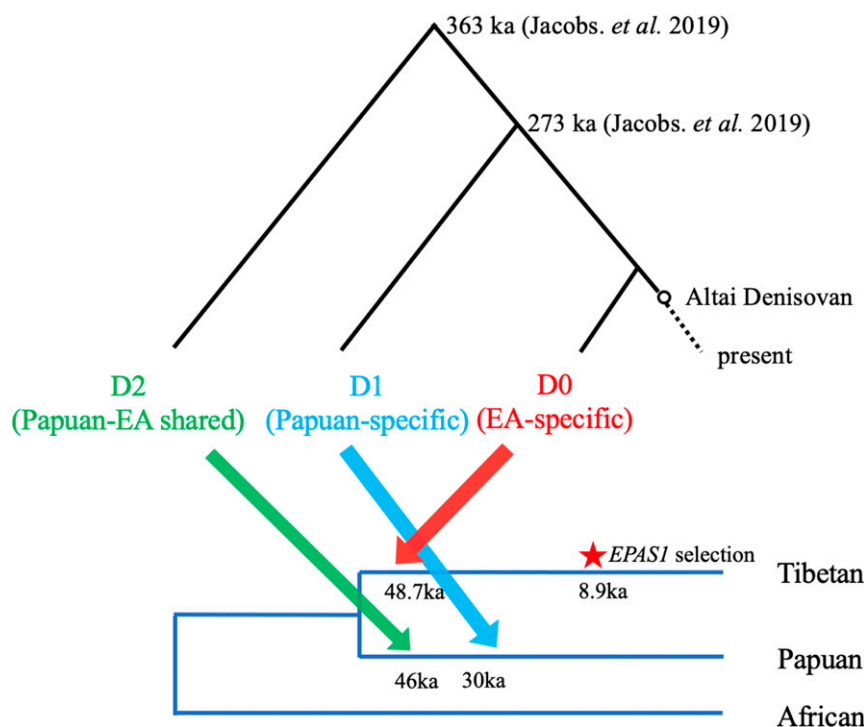 363 ka (Jacobs. et al. 2019)
273 ka (Jacobs. et al. 2019)
Altai Denisovan
present
D2
(Papuan-EA shared)
D1
(Papuan-specific)
D0
(EA-specific)
EPAS1 selection
48.7ka
8.9ka
Tibetan
46ka
30ka
Papuan
African